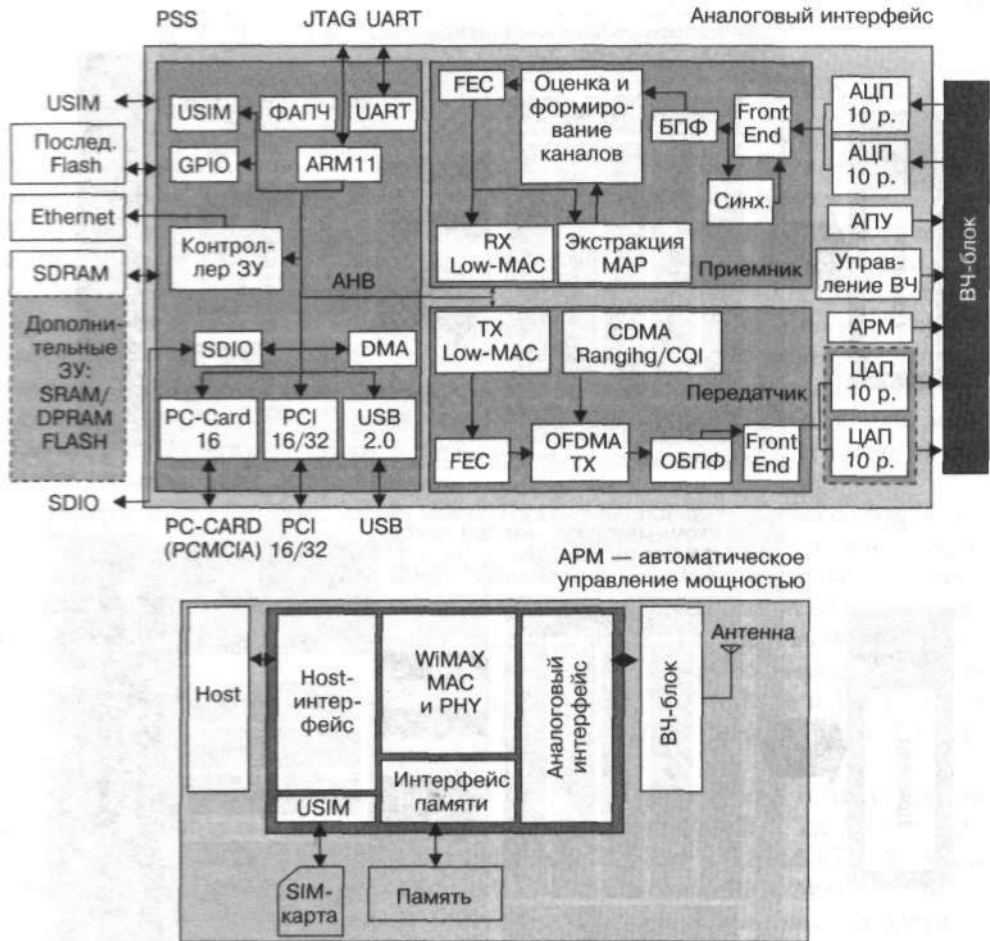 PSS
JTAG UART
Аналоговый интерфейс
USIM
Послед.
Flash
Ethernet
SDRAM
Дополни-
тельные
ЗУ:
SRAM/
DPRAM
FLASH
SDIO
USIM
ФАПЧ
UART
GPIO
ARM11
Контрол-
лер ЗУ
AHB
SDIO
DMA
PC-Card
16
PCI
16/32
USB
2.0
PC-CARD
(PCMCIA)
PCI
16/32
USB
FEC
Оценка и
формиро-
вание
каналов
БПФ
Front
End
Синх.
RX
Low-MAC
Экстракция
MAP
Приемник
TX
Low-MAC
CDMA
Rangihg/CQI
Передатчик
FEC
OFDMA
TX
ОБПФ
Front
End
АЦП
10 р.
АЦП
10 р.
АПУ
Управ-
ление ВЧ
АРМ
ЦАП
10 р.
ЦАП
10 р.
ВЧ-блок
АРМ — автоматическое
управление мощностью
Host
Host-
интер-
фейс
USIM
WiMAX
MAC
и PHY
Интерфейс
памяти
Аналоговый
интерфейс
ВЧ-блок
Антенна
SIM-
карта
Память